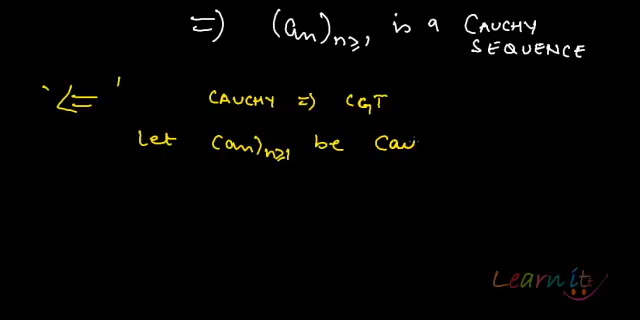 => (an)n≥1 is a CAUCHY
SEQUENCE
'<=' CAUCHY => CGT
Let (an)n≥1 be Cau
Learnit